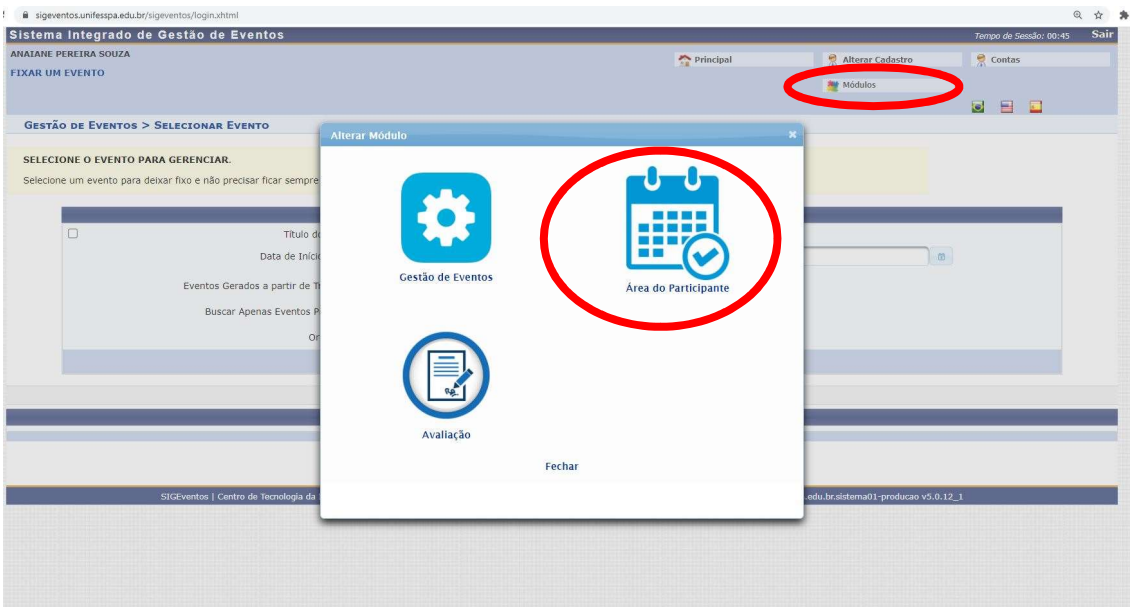 sigeventos.unifesspa.edu.br/sigeventos/login.xhtml
Sistema Integrado de Gestão de Eventos
Tempo de Sessão: 00:45 Sair
ANAIANE PEREIRA SOUZA
FIXAR UM EVENTO
Principal
Alterar Cadastro
Contas
Módulos
GESTÃO DE EVENTOS > SELECIONAR EVENTO
Alterar Módulo
SELECIONE O EVENTO PARA GERENCIAR.
Selecione um evento para deixar fixo e não precisar ficar sempre
Título d
Data de Iníci
Eventos Gerados a partir de T
Buscar Apenas Eventos P
Or
Gestão de Eventos
Área do Participante
Avaliação
Fechar
SIGEventos | Centro de Tecnologia da
.edu.br.sistema01-producao v5.0.12_1